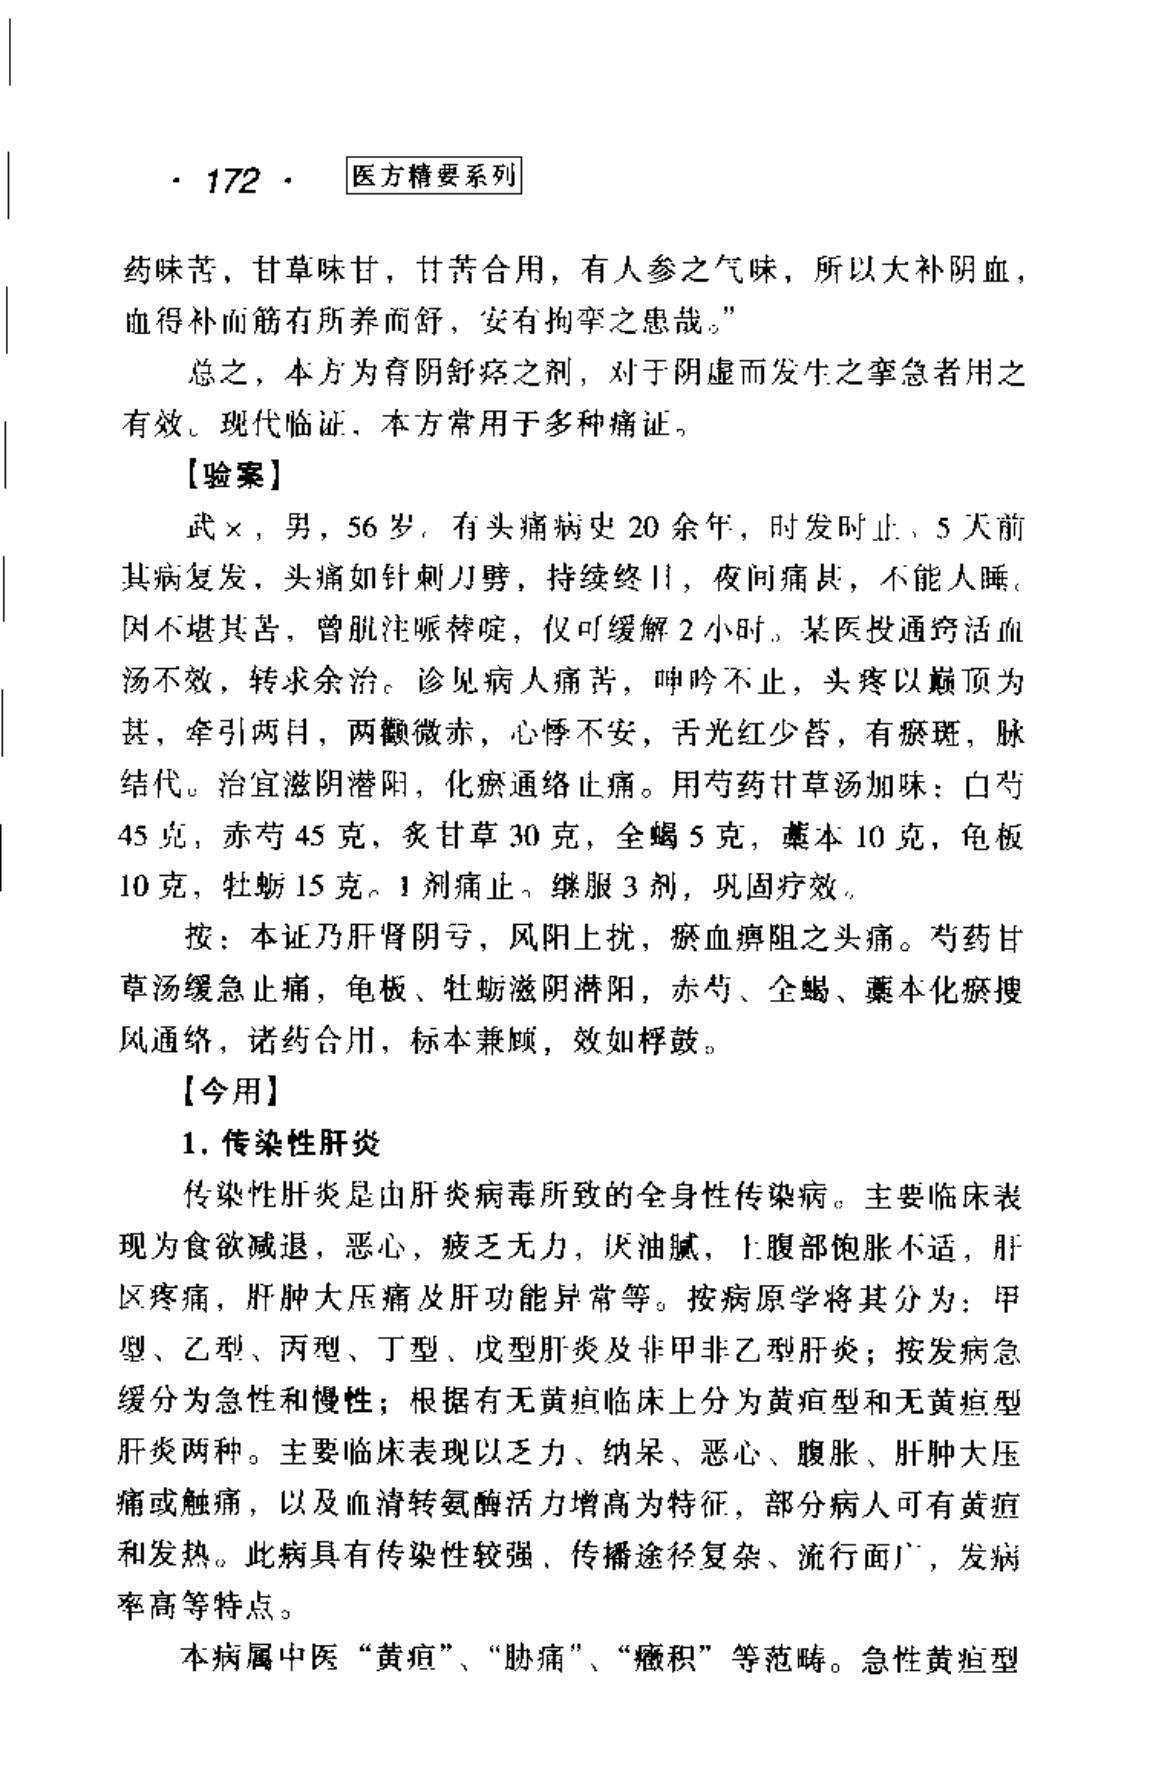 · 172 · 医方精要系列
药味苦，甘草味甘，甘苦合用，有人参之气味，所以大补阴血，
血得补而筋有所养而舒，安有拘挛之患哉。”
总之，本方为育阴舒痉之剂，对于阴虚而发生之挛急者用之
有效。现代临证，本方常用于多种痛证。
【验案】
武×，男，56岁。有头痛病史20余年，时发时止。5天前
其病复发，头痛如针刺刀劈，持续终日，夜间痛甚，不能入睡。
因不堪其苦，曾肌注哌替啶，仅可缓解2小时。某医投通窍活血
汤不效，转求余治。诊见病人痛苦，呻吟不止，头疼以巅顶为
甚，牵引两目，两颧微赤，心悸不安，舌光红少苔，有瘀斑，脉
结代。治宜滋阴潜阳，化瘀通络止痛。用芍药甘草汤加味：白芍
45克，赤芍45克，炙甘草30克，全蝎5克，藁本10克，龟板
10克，牡蛎15克。1剂痛止。继服3剂，巩固疗效。
按：本证乃肝肾阴亏，风阳上扰，瘀血痹阻之头痛。芍药甘
草汤缓急止痛，龟板、牡蛎滋阴潜阳，赤芍、全蝎、藁本化瘀搜
风通络，诸药合用，标本兼顾，效如桴鼓。
【今用】
1.传染性肝炎
传染性肝炎是由肝炎病毒所致的全身性传染病。主要临床表
现为食欲减退，恶心，疲乏无力，厌油腻，上腹部饱胀不适，肝
区疼痛，肝肿大压痛及肝功能异常等。按病原学将其分为：甲
型、乙型、丙型、丁型、戊型肝炎及非甲非乙型肝炎；按发病急
缓分为急性和慢性；根据有无黄疸临床上分为黄疸型和无黄疸型
肝炎两种。主要临床表现以乏力、纳呆、恶心、腹胀、肝肿大压
痛或触痛，以及血清转氨酶活力增高为特征，部分病人可有黄疸
和发热。此病具有传染性较强、传播途径复杂、流行面广，发病
率高等特点。
本病属中医“黄疸”、“胁痛”、“癥积”等范畴。急性黄疸型